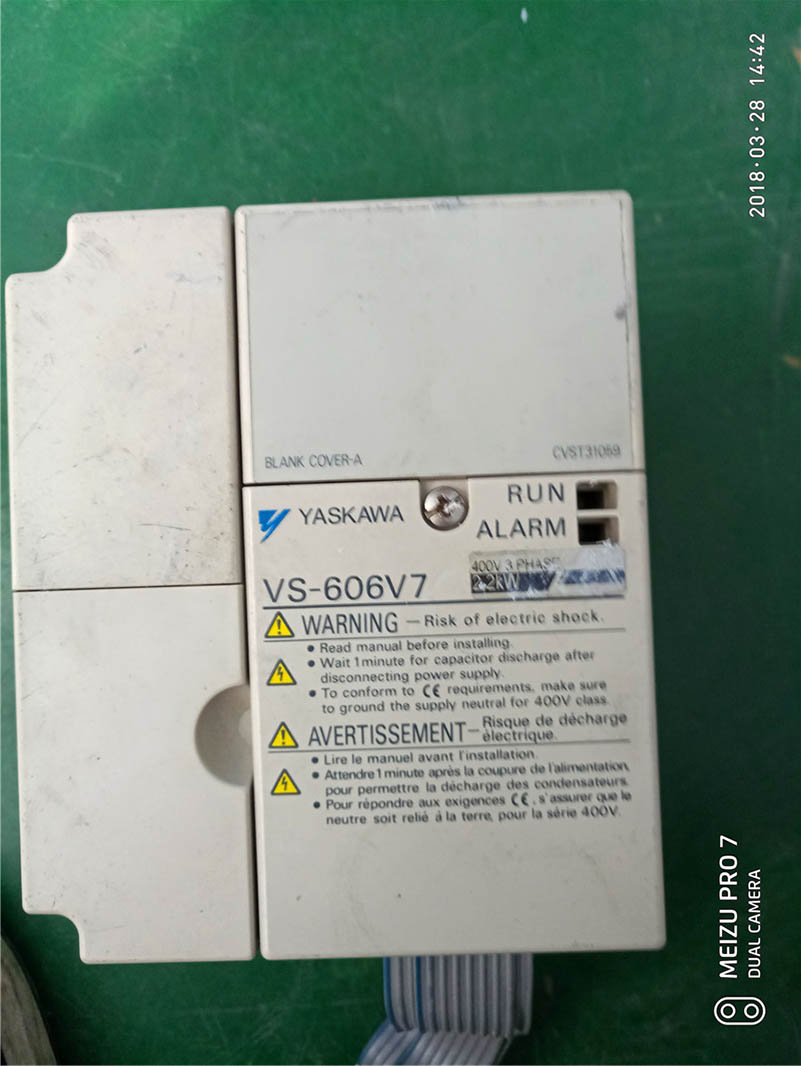 BLANK COVER-A
CVST31059
YASKAWA
RUN
ALARM
400V 3 PHASE
2.2kW
VS-606V7
WARNING — Risk of electric shock.
● Read manual before installing.
● Wait 1 minute for capacitor discharge after
disconnecting power supply.
● To conform to CE requirements, make sure
to ground the supply neutral for 400V class.
AVERTISSEMENT — Risque de décharge
électrique.
● Lire le manuel avant l'installation.
● Attendre 1 minute après la coupure de l'alimentation,
pour permettre la décharge des condensateurs.
● Pour répondre aux exigences CE, s'assurer que le
neutre soit relié á la terre, pour la série 400V.
2018·03·28 14:42
MEIZU PRO 7
DUAL CAMERA